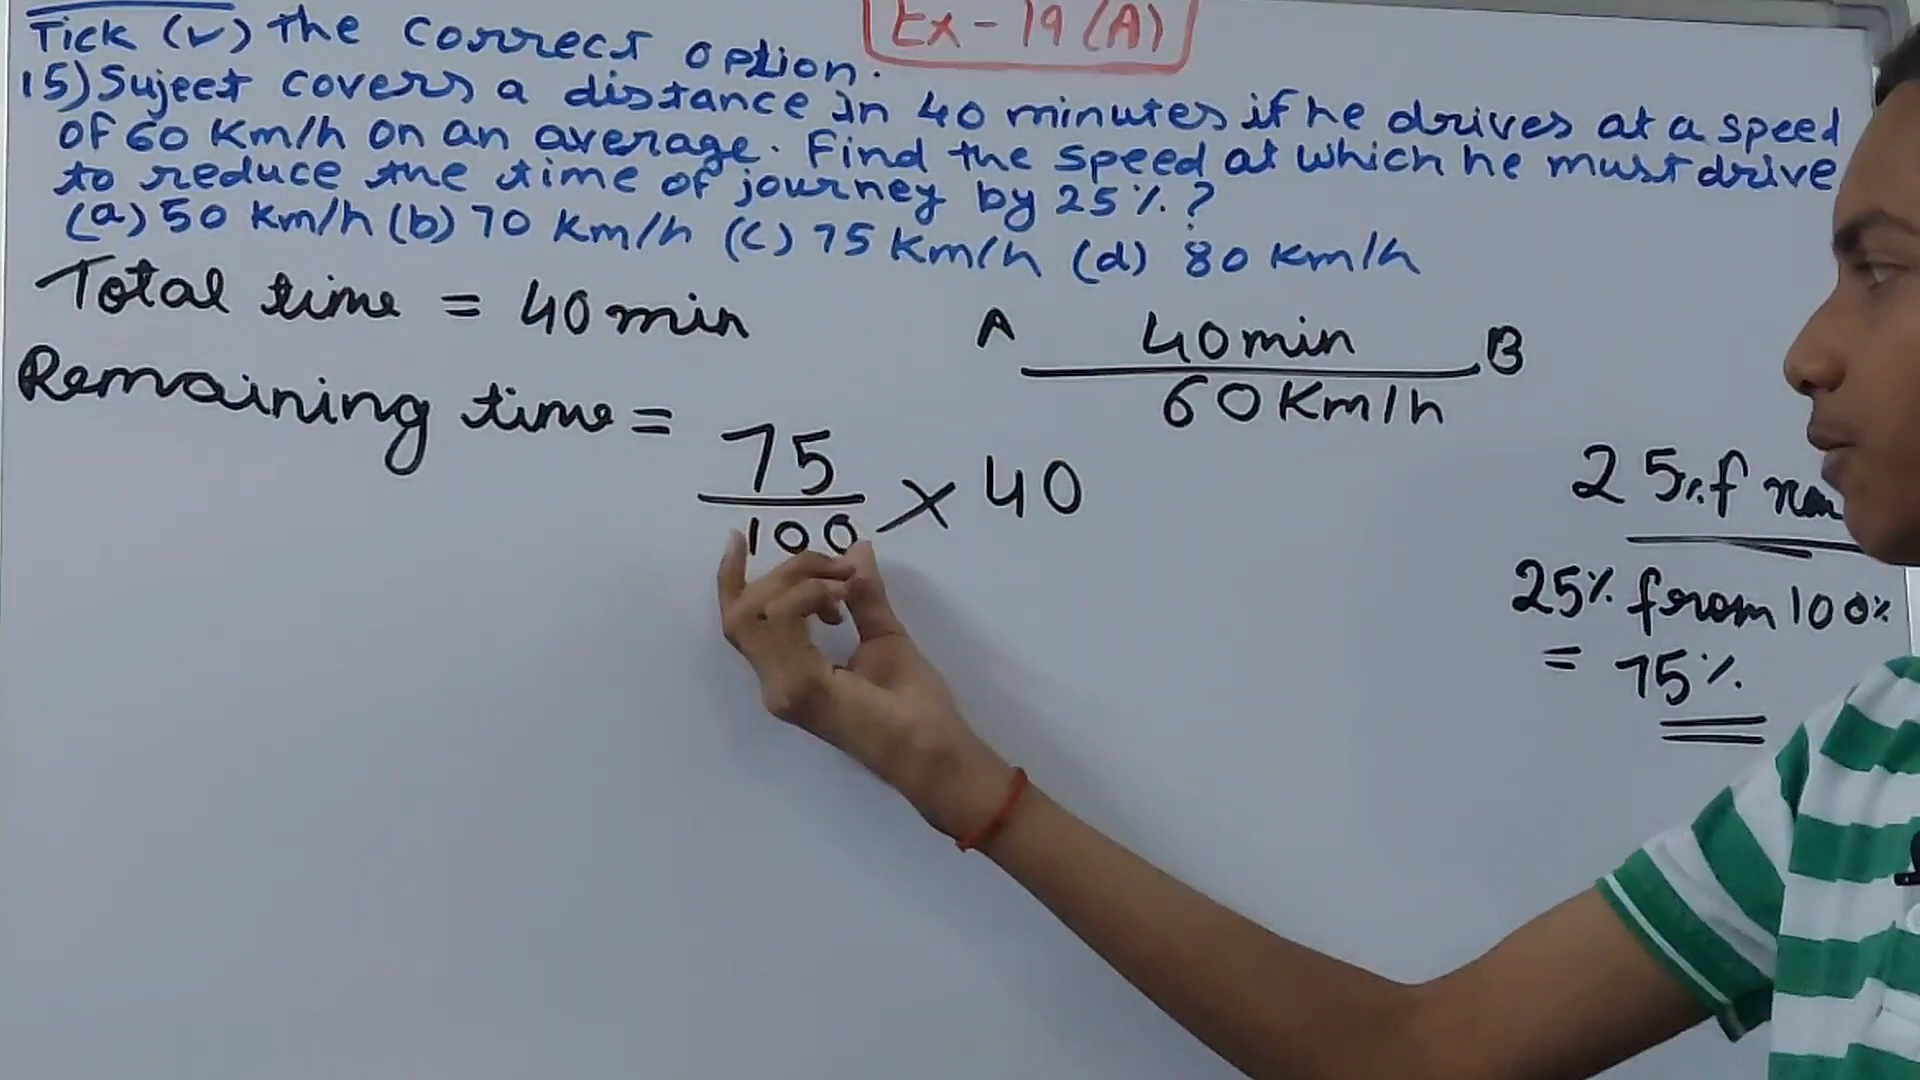 Ex - 19 (A)
Tick (✓) the correct option.
15) Sujeet covers a distance in 40 minutes if he drives at a speed
of 60 Km/h on an average. Find the speed at which he must drive
to reduce the time of journey by 25%.?
(a) 50 Km/h (b) 70 Km/h (c) 75 Km/h (d) 80 Km/h
Total time = 40 min
A 40 min B
60 Km/h
Remaining time = 75/100 × 40
25%
25% from 100%
= 75%